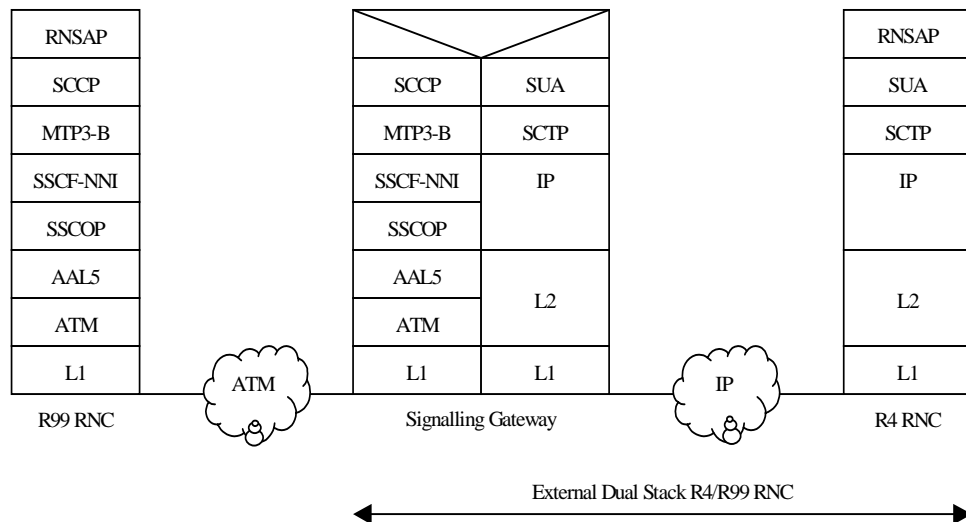 RNSAP
SCCP
MTP3-B
SSCF-NNI
SSCOP
AAL5
ATM
L1
R99 RNC
ATM
SCCP
MTP3-B
SSCF-NNI
SSCOP
AAL5
ATM
L1
SUA
SCTP
IP
L2
L1
Signalling Gateway
IP
RNSAP
SUA
SCTP
IP
L2
L1
R4 RNC
External Dual Stack R4/R99 RNC